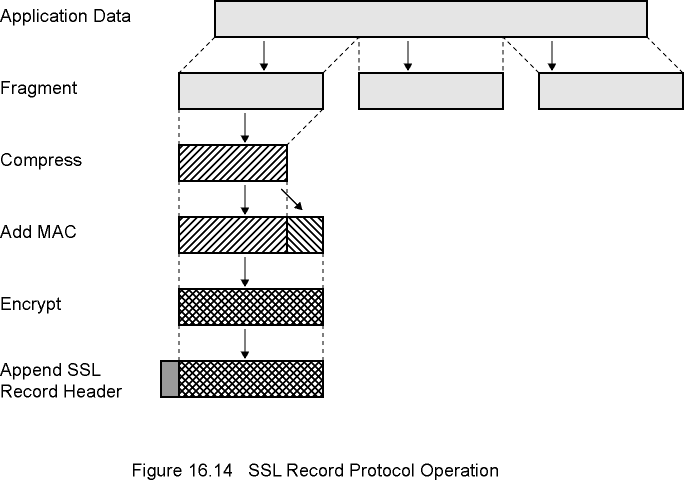 Application Data
Fragment
Compress
Add MAC
Encrypt
Append SSL
Record Header
Figure 16.14 SSL Record Protocol Operation